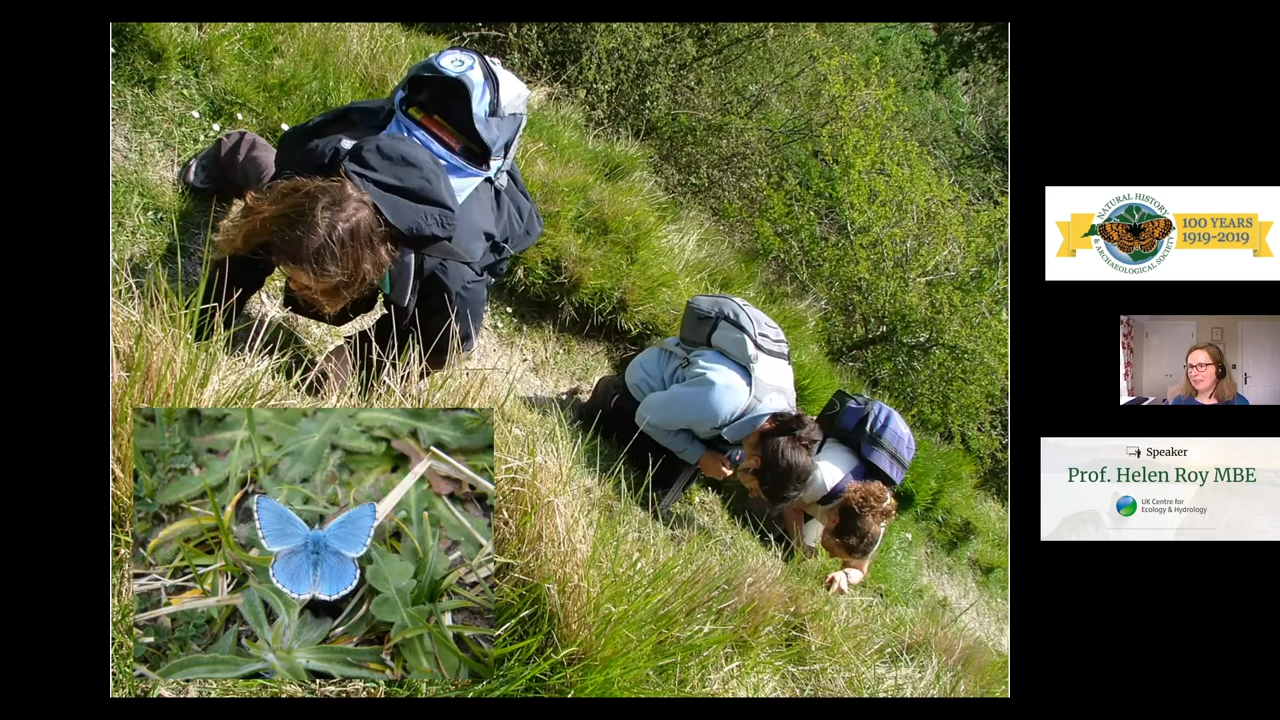 NATURAL HISTORY
& ARCHAEOLOGICAL SOCIETY
100 YEARS
1919-2019
Speaker
Prof. Helen Roy MBE
UK Centre for
Ecology & Hydrology